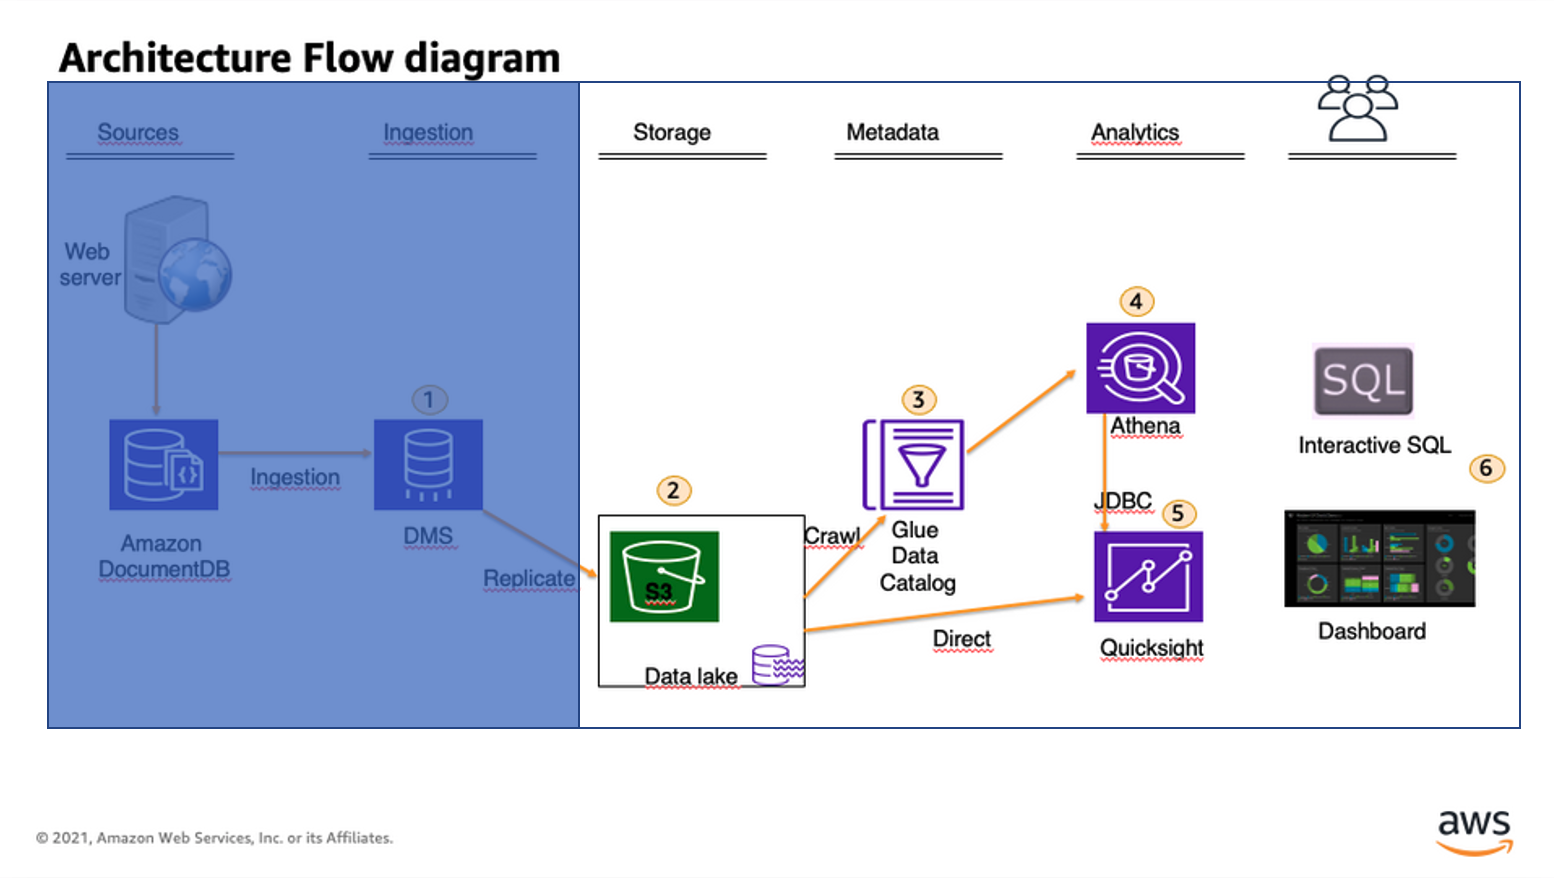 Architecture Flow diagram
Sources
Ingestion
Storage
Metadata
Analytics
Web
server
Amazon
DocumentDB
Ingestion
1
DMS
Replicate
2
S3
Data lake
Crawl
3
Glue
Data
Catalog
Direct
4
Athena
JDBC
5
Quicksight
SQL
Interactive SQL
6
Dashboard
© 2021, Amazon Web Services, Inc. or its Affiliates.
aws